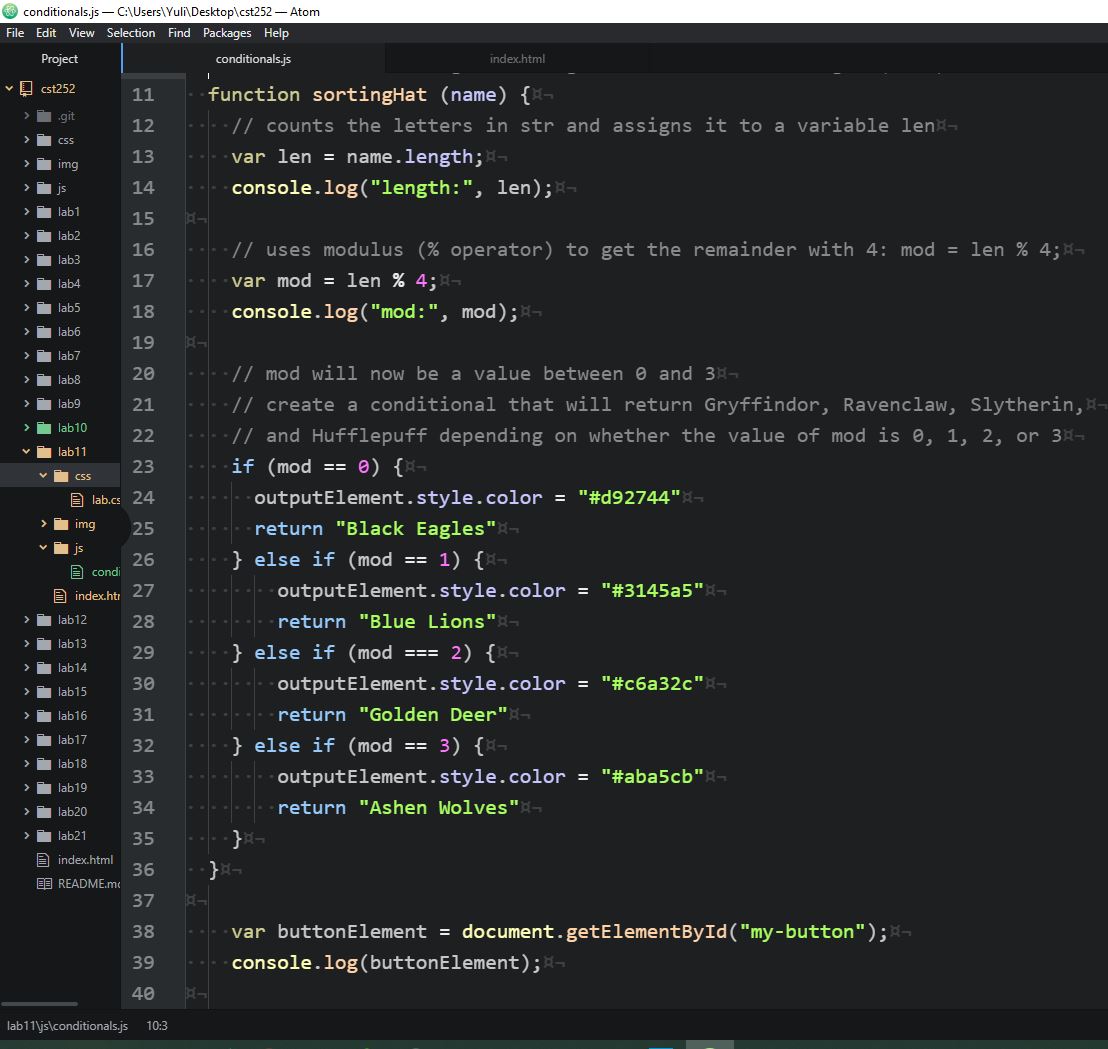 conditionals.js — C:\Users\Yuli\Desktop\cst252 — Atom
File Edit View Selection Find Packages Help
Project
conditionals.js
index.html
cst252
.git
css
img
js
lab1
lab2
lab3
lab4
lab5
lab6
lab7
lab8
lab9
lab10
lab11
css
lab.cs
img
js
condi
index.htm
lab12
lab13
lab14
lab15
lab16
lab17
lab18
lab19
lab20
lab21
index.html
README.md
11 function sortingHat (name) {
12 // counts the letters in str and assigns it to a variable len
13 var len = name.length;
14 console.log("length:", len);
15
16 // uses modulus (% operator) to get the remainder with 4: mod = len % 4;
17 var mod = len % 4;
18 console.log("mod:", mod);
19
20 // mod will now be a value between 0 and 3
21 // create a conditional that will return Gryffindor, Ravenclaw, Slytherin,
22 // and Hufflepuff depending on whether the value of mod is 0, 1, 2, or 3
23 if (mod == 0) {
24 outputElement.style.color = "#d92744"
25 return "Black Eagles"
26 } else if (mod == 1) {
27 outputElement.style.color = "#3145a5"
28 return "Blue Lions"
29 } else if (mod === 2) {
30 outputElement.style.color = "#c6a32c"
31 return "Golden Deer"
32 } else if (mod == 3) {
33 outputElement.style.color = "#aba5cb"
34 return "Ashen Wolves"
35 }
36 }
37
38 var buttonElement = document.getElementById("my-button");
39 console.log(buttonElement);
40
lab11\js\conditionals.js 10:3